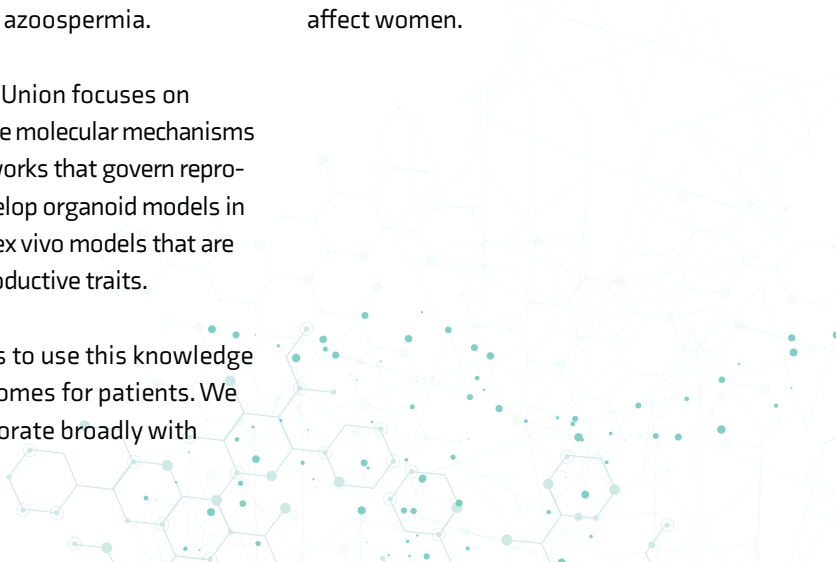 azoospermia.
Union focuses on
e molecular mechanisms
works that govern repro-
elop organoid models in
ex vivo models that are
oductive traits.
s to use this knowledge
omes for patients. We
orate broadly with
affect women.